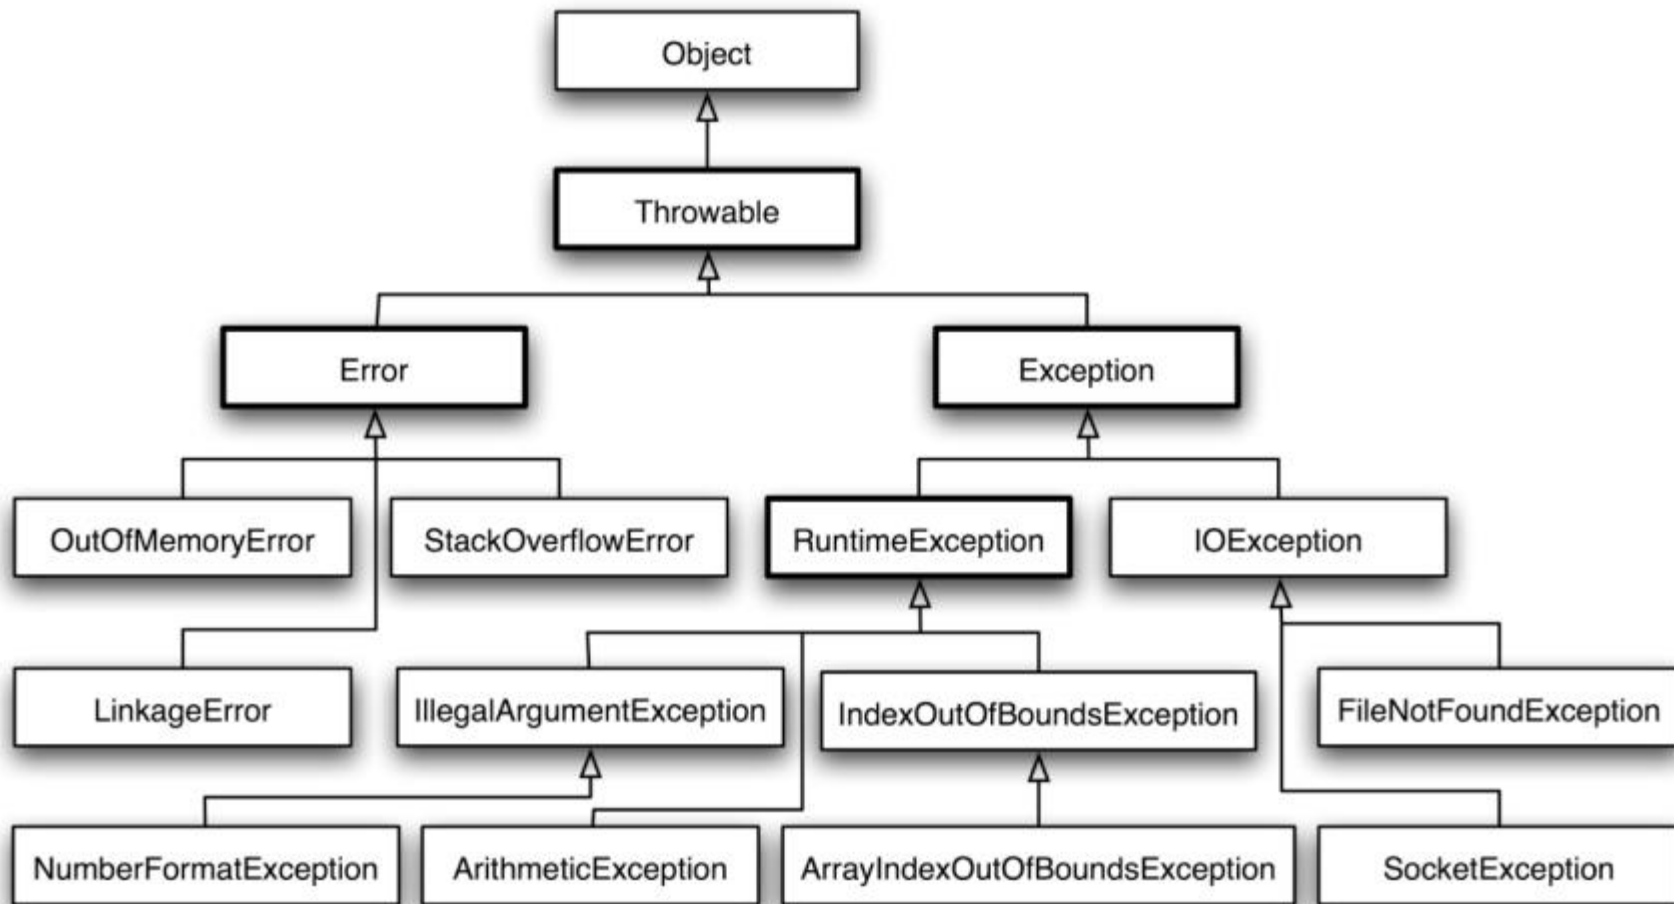 Object
Throwable
Error
Exception
OutOfMemoryError
StackOverflowError
RuntimeException
IOException
LinkageError
IllegalArgumentException
IndexOutOfBoundsException
FileNotFoundException
NumberFormatException
ArithmeticException
ArrayIndexOutOfBoundsException
SocketException